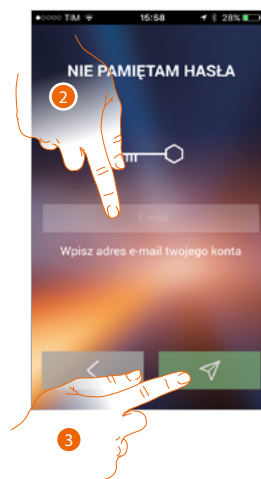 ●○○○○ TIM 15:58 28%
NIE PAMIĘTAM HASŁA
2
E-mail
Wpisz adres e-mail twojego konta
3